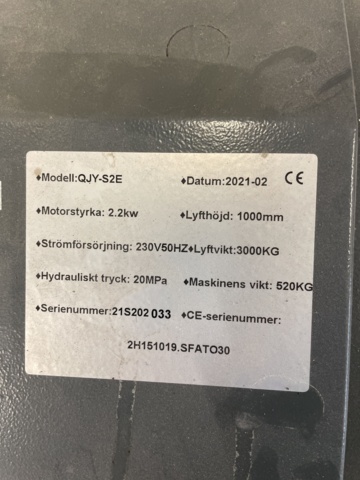 ♦Modell:QJY-S2E ♦Datum:2021-02 CE
♦Motorstyrka: 2.2kw ♦Lyfthöjd: 1000mm
♦Strömförsörjning: 230V50HZ♦Lyftvikt:3000KG
♦Hydrauliskt tryck: 20MPa ♦Maskinens vikt: 520KG
♦Serienummer:21S202 033 ♦CE-serienummer:
2H151019.SFATO30